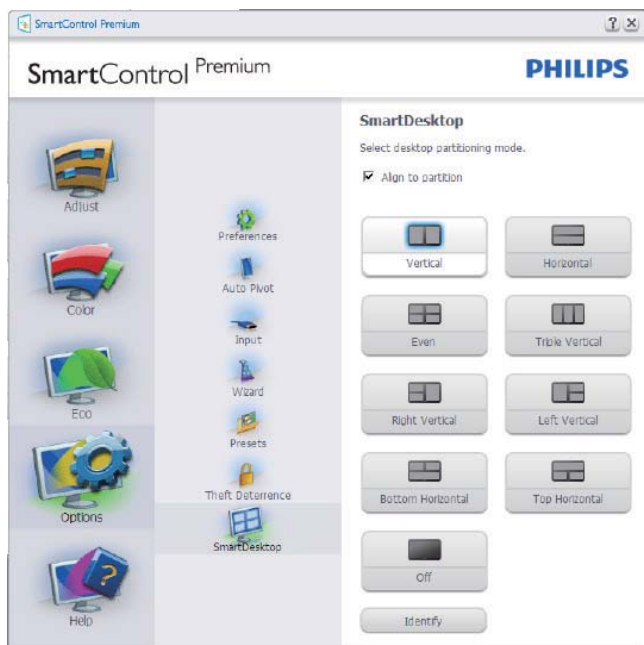 SmartControl Premium
SmartControl Premium
PHILIPS
Adjust
Color
Eco
Options
Help
Preferences
Auto Pivot
Input
Wizard
Presets
Theft Deterrence
SmartDesktop
SmartDesktop
Select desktop partitioning mode.
Align to partition
Vertical
Horizontal
Even
Triple Vertical
Right Vertical
Left Vertical
Bottom Horizontal
Top Horizontal
Off
Identify